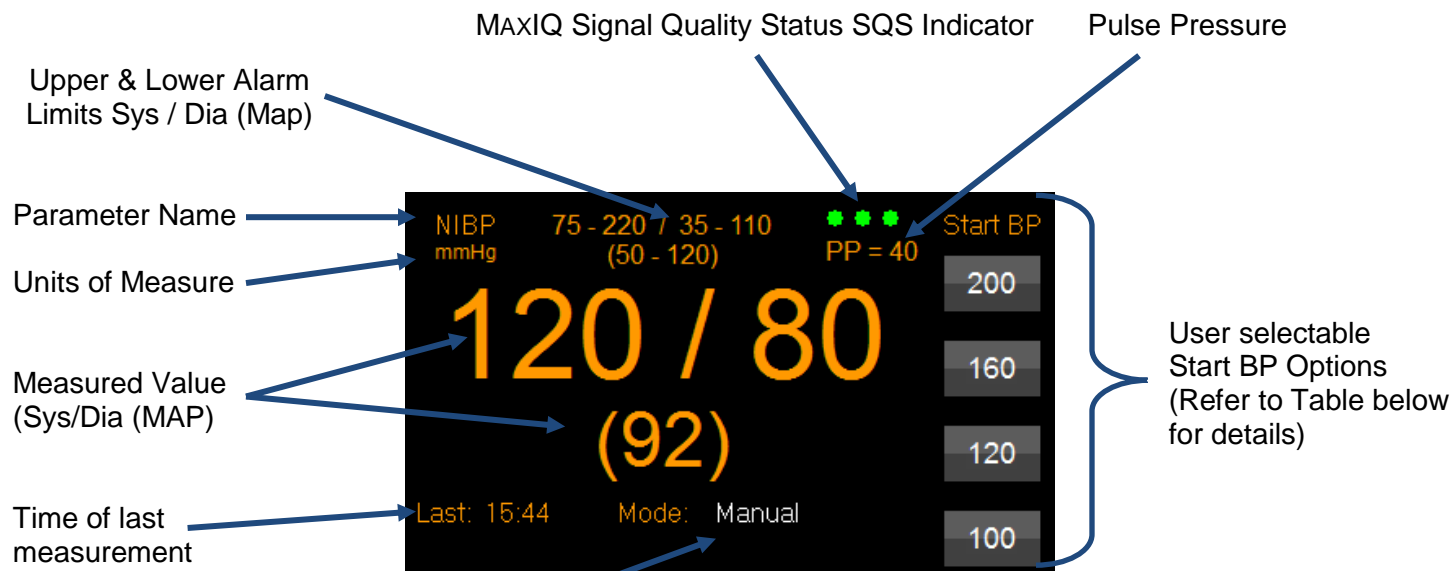 MAXIQ Signal Quality Status SQS Indicator
Pulse Pressure
Upper & Lower Alarm
Limits Sys / Dia (Map)
Parameter Name
Units of Measure
Measured Value
(Sys/Dia (MAP)
Time of last
measurement
NIBP
mmHg
75 - 220 / 35 - 110
(50 - 120)
PP = 40
120 / 80
(92)
Last: 15:44
Mode: Manual
Start BP
200
160
120
100
User selectable
Start BP Options
(Refer to Table below
for details)